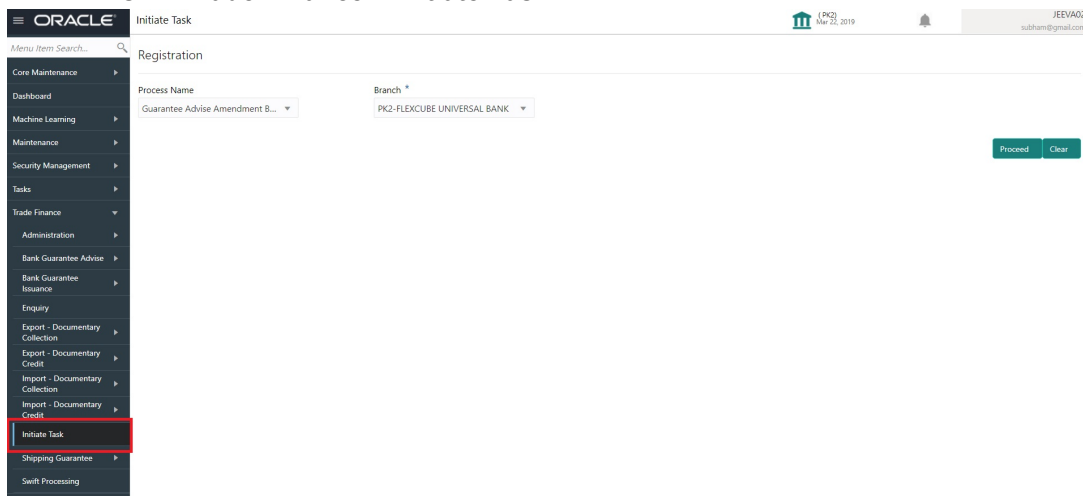 ORACLE
Initiate Task
(PK2)
Mar 22, 2019
JEEVA02
subham@gmail.com
Menu Item Search...
Registration
Core Maintenance
Dashboard
Machine Learning
Maintenance
Security Management
Tasks
Trade Finance
Administration
Bank Guarantee Advise
Bank Guarantee
Issuance
Enquiry
Export - Documentary
Collection
Export - Documentary
Credit
Import - Documentary
Collection
Import - Documentary
Credit
Initiate Task
Shipping Guarantee
Swift Processing
Process Name
Branch *
Guarantee Advise Amendment B...
PK2-FLEXCUBE UNIVERSAL BANK
Proceed
Clear